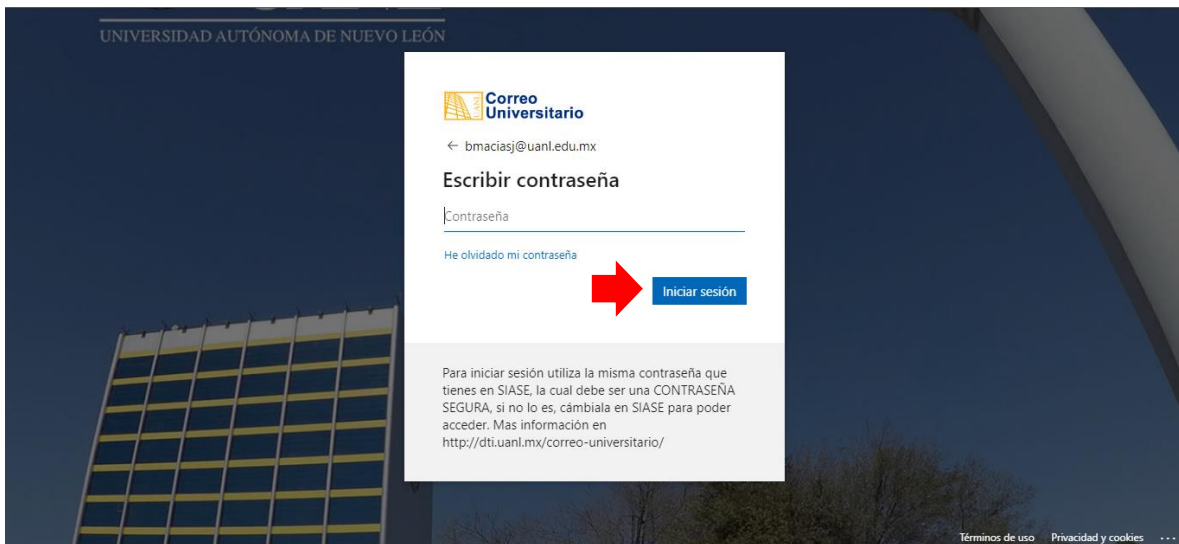 UNIVERSIDAD AUTÓNOMA DE NUEVO LEÓN
UANL
Correo
Universitario
← bmaciasj@uanl.edu.mx
Escribir contraseña
Contraseña
He olvidado mi contraseña
Iniciar sesión
Para iniciar sesión utiliza la misma contraseña que
tienes en SIASE, la cual debe ser una CONTRASEÑA
SEGURA, si no lo es, cámbiala en SIASE para poder
acceder. Mas información en
http://dti.uanl.mx/correo-universitario/
Términos de uso Privacidad y cookies ...